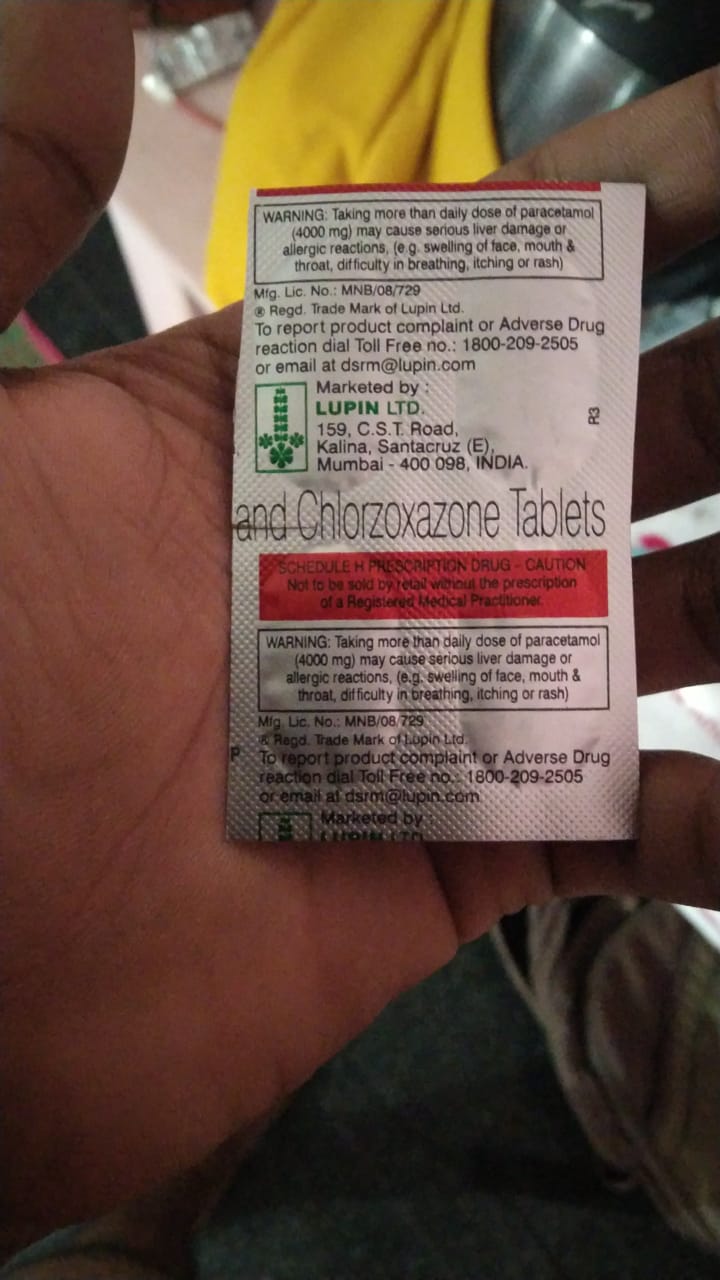 WARNING: Taking more than daily dose of paracetamol
(4000 mg) may cause serious liver damage or
allergic reactions, (e.g. swelling of face, mouth &
throat, difficulty in breathing, itching or rash)
Mfg. Lic. No.: MNB/08/729
® Regd. Trade Mark of Lupin Ltd.
To report product complaint or Adverse Drug
reaction dial Toll Free no.: 1800-209-2505
or email at dsrm@lupin.com
Marketed by :
LUPIN LTD.
159, C.S.T. Road,
Kalina, Santacruz (E),
Mumbai - 400 098, INDIA.
R3
and Chlorzoxazone Tablets
SCHEDULE H PRESCRIPTION DRUG - CAUTION
Not to be sold by retail without the prescription
of a Registered Medical Practitioner.
WARNING: Taking more than daily dose of paracetamol
(4000 mg) may cause serious liver damage or
allergic reactions, (e.g. swelling of face, mouth &
throat, difficulty in breathing, itching or rash)
Mfg. Lic. No.: MNB/08/729
® Regd. Trade Mark of Lupin Ltd.
P
To report product complaint or Adverse Drug
reaction dial Toll Free no.: 1800-209-2505
or email at dsrm@lupin.com
Marketed by :
LUPIN LTD